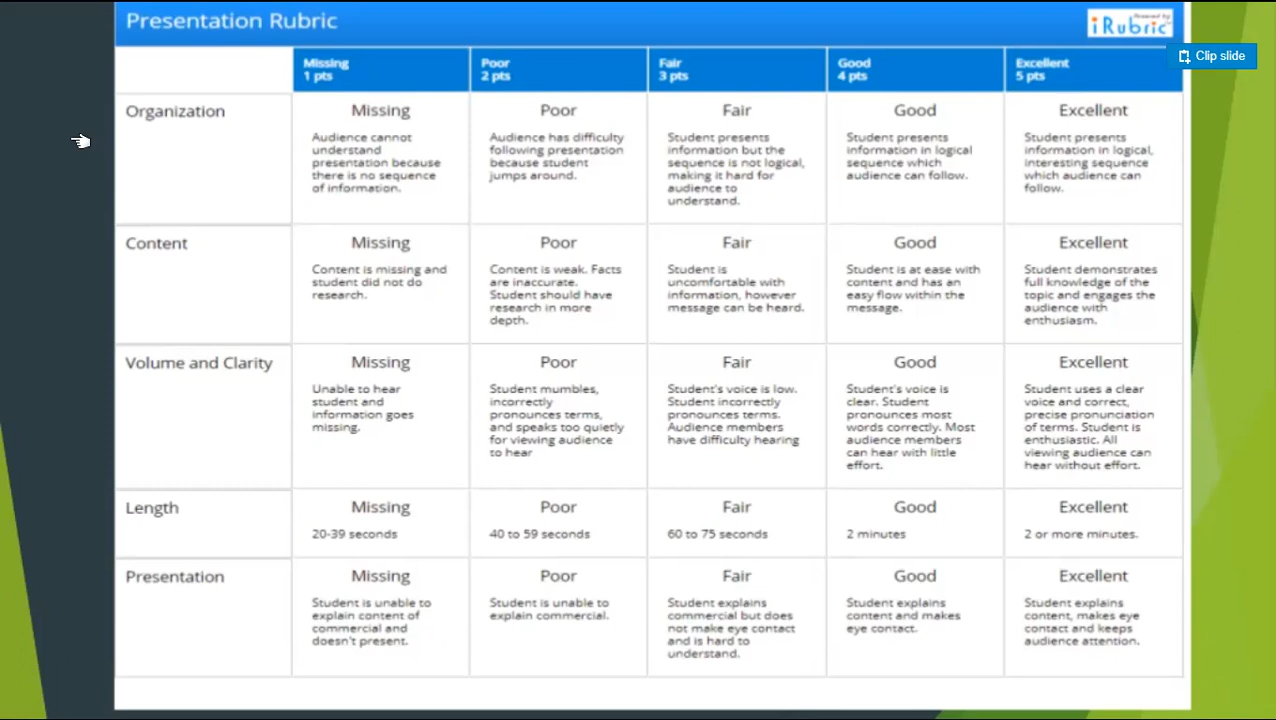 Presentation Rubric
Powered by
iRubric
Clip slide
Missing
1 pts
Poor
2 pts
Fair
3 pts
Good
4 pts
Excellent
5 pts
Organization
Missing
Audience cannot
understand
presentation because
there is no sequence
of information.
Poor
Audience has difficulty
following presentation
because student
jumps around.
Fair
Student presents
information but the
sequence is not logical,
making it hard for
audience to
understand.
Good
Student presents
information in logical
sequence which
audience can follow.
Excellent
Student presents
information in logical,
interesting sequence
which audience can
follow.
Content
Missing
Content is missing and
student did not do
research.
Poor
Content is weak. Facts
are inaccurate.
Student should have
research in more
depth.
Fair
Student is
uncomfortable with
information, however
message can be heard.
Good
Student is at ease with
content and has an
easy flow within the
message.
Excellent
Student demonstrates
full knowledge of the
topic and engages the
audience with
enthusiasm.
Volume and Clarity
Missing
Unable to hear
student and
information goes
missing.
Poor
Student mumbles,
incorrectly
pronounces terms,
and speaks too quietly
for viewing audience
to hear
Fair
Student's voice is low.
Student incorrectly
pronounces terms.
Audience members
have difficulty hearing
Good
Student's voice is
clear. Student
pronounces most
words correctly. Most
audience members
can hear with little
effort.
Excellent
Student uses a clear
voice and correct,
precise pronunciation
of terms. Student is
enthusiastic. All
viewing audience can
hear without effort.
Length
Missing
20-39 seconds
Poor
40 to 59 seconds
Fair
60 to 75 seconds
Good
2 minutes
Excellent
2 or more minutes.
Presentation
Missing
Student is unable to
explain content of
commercial and
doesn't present.
Poor
Student is unable to
explain commercial.
Fair
Student explains
commercial but does
not make eye contact
and is hard to
understand.
Good
Student explains
content and makes
eye contact.
Excellent
Student explains
content, makes eye
contact and keeps
audience attention.